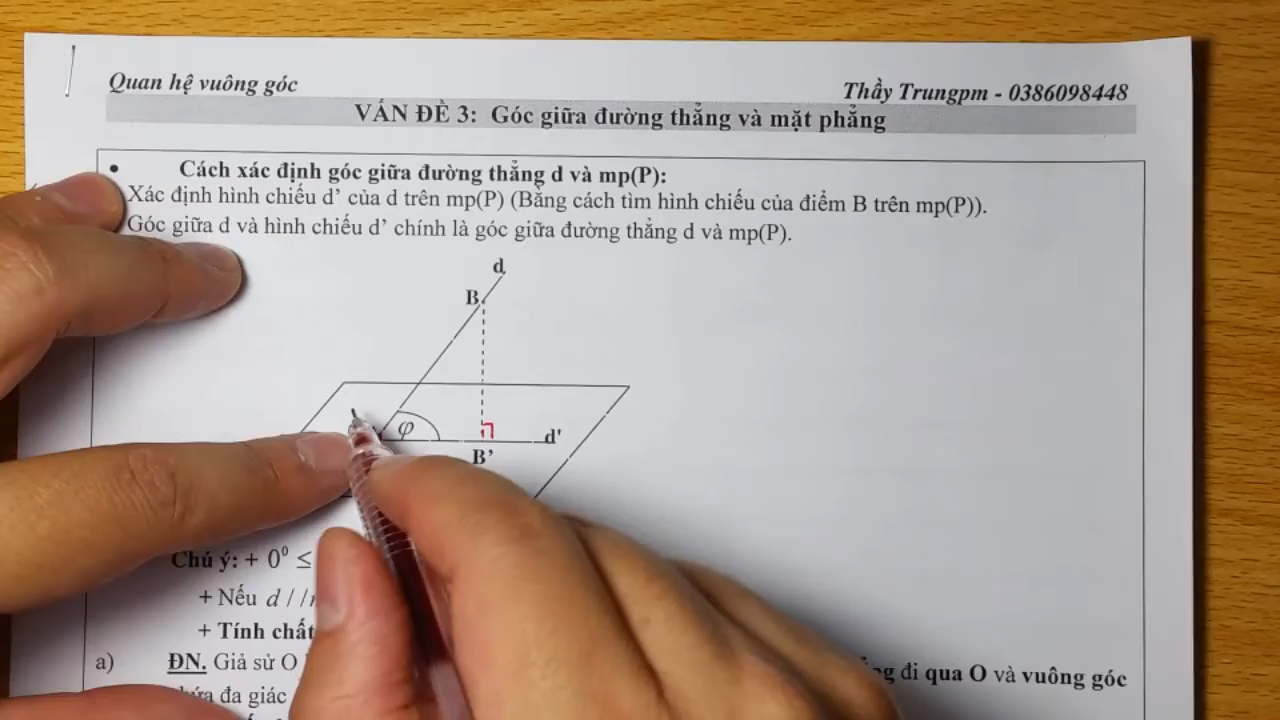 Quan hệ vuông góc
Thầy Trungpm - 0386098448
VẤN ĐỀ 3: Góc giữa đường thẳng và mặt phẳng
• Cách xác định góc giữa đường thẳng d và mp(P):
Xác định hình chiếu d’ của d trên mp(P) (Bằng cách tìm hình chiếu của điểm B trên mp(P)).
Góc giữa d và hình chiếu d’ chính là góc giữa đường thẳng d và mp(P).
d
B
φ
d'
B’
Chú ý: + 0⁰ ≤
+ Nếu d //
+ Tính chất
a) ĐN. Giả sử O đi qua O và vuông góc
đa giác